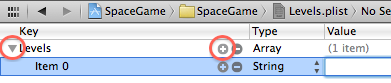 SpaceGame SpaceGame Levels.plist No Se
Key Type Value
Levels Array (1 item)
Item 0 String